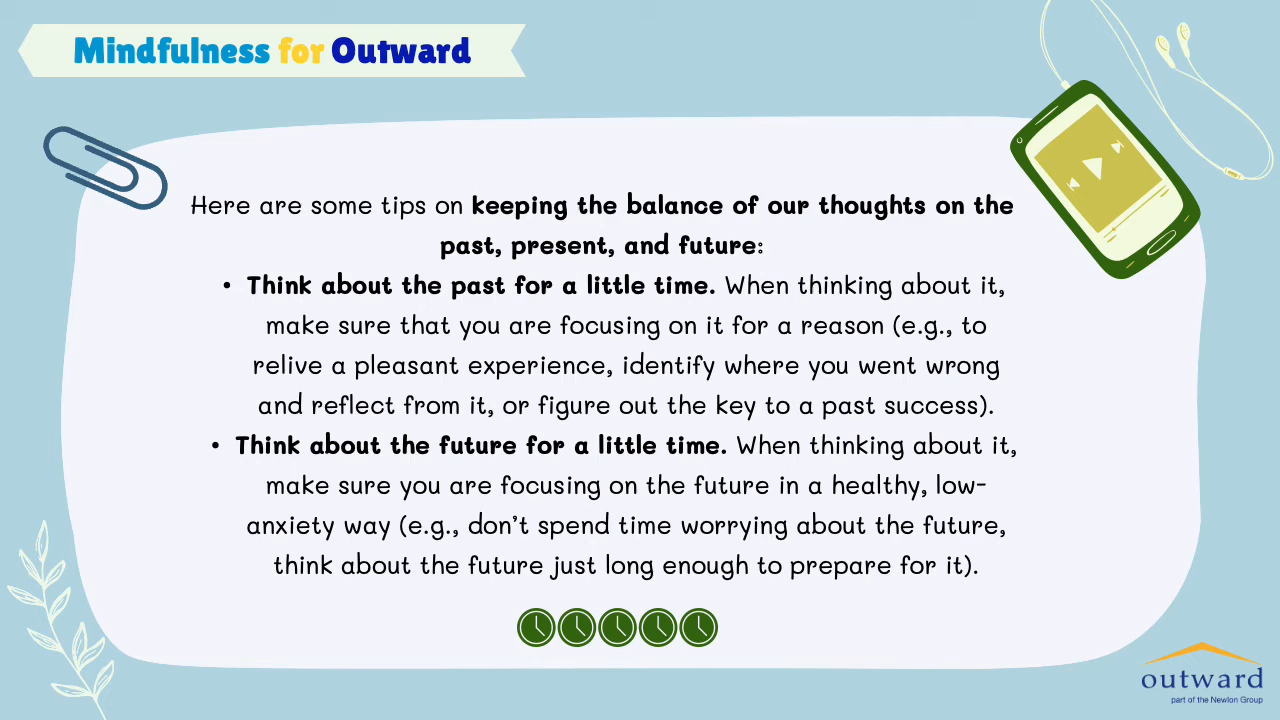 Mindfulness for Outward
Here are some tips on keeping the balance of our thoughts on the
past, present, and future:
• Think about the past for a little time. When thinking about it,
make sure that you are focusing on it for a reason (e.g., to
relive a pleasant experience, identify where you went wrong
and reflect from it, or figure out the key to a past success).
• Think about the future for a little time. When thinking about it,
make sure you are focusing on the future in a healthy, low-
anxiety way (e.g., don't spend time worrying about the future,
think about the future just long enough to prepare for it).
outward
part of the Newlon Group